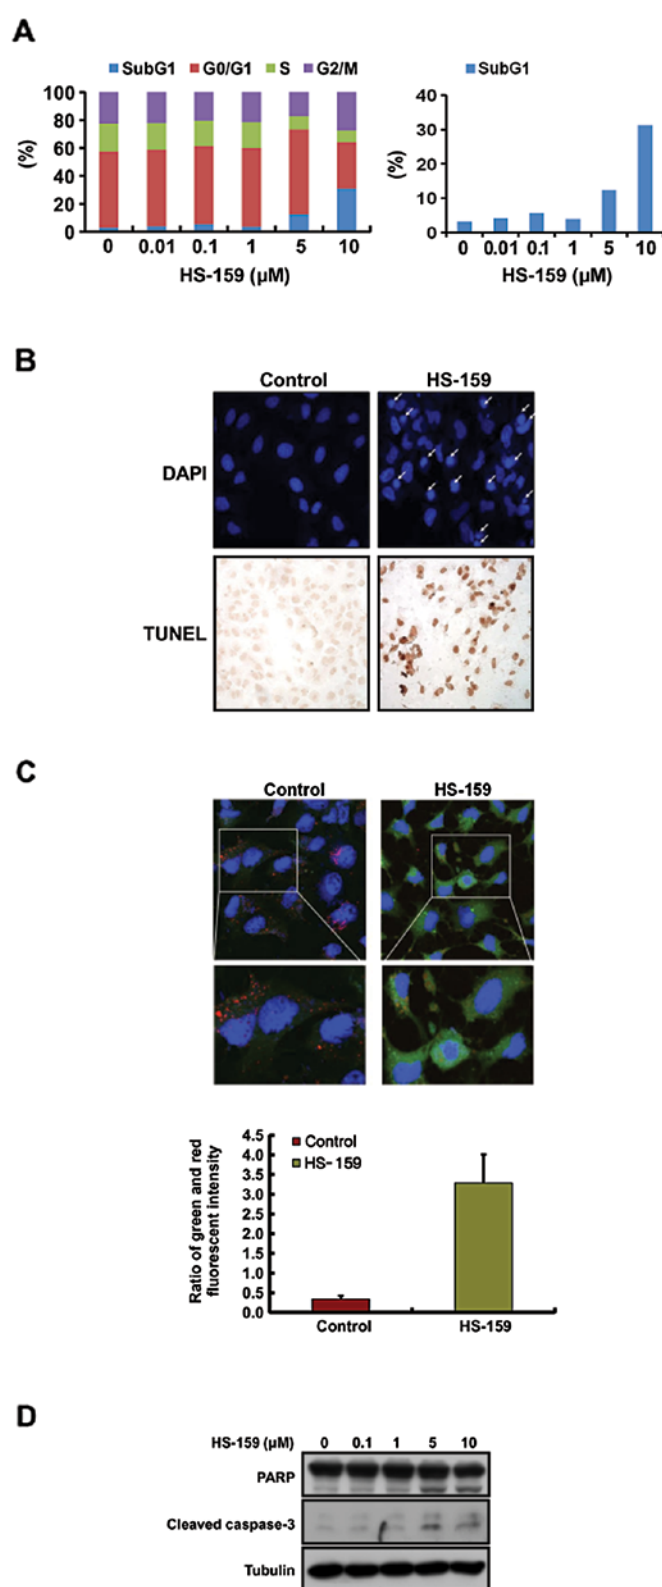 A
SubG1 G0/G1 S G2/M
SubG1
100
80
60
40
20
0
(%)
0 0.01 0.1 1 5 10
HS-159 (µM)
40
30
20
10
0
(%)
0 0.01 0.1 1 5 10
HS-159 (µM)
B
Control HS-159
DAPI
TUNEL
C
Control HS-159
4.5
4.0
3.5
3.0
2.5
2.0
1.5
1.0
0.5
0.0
Ratio of green and red
fluorescent intensity
Control
HS-159
Control HS-159
D
HS-159 (µM) 0 0.1 1 5 10
PARP
Cleaved caspase-3
Tubulin